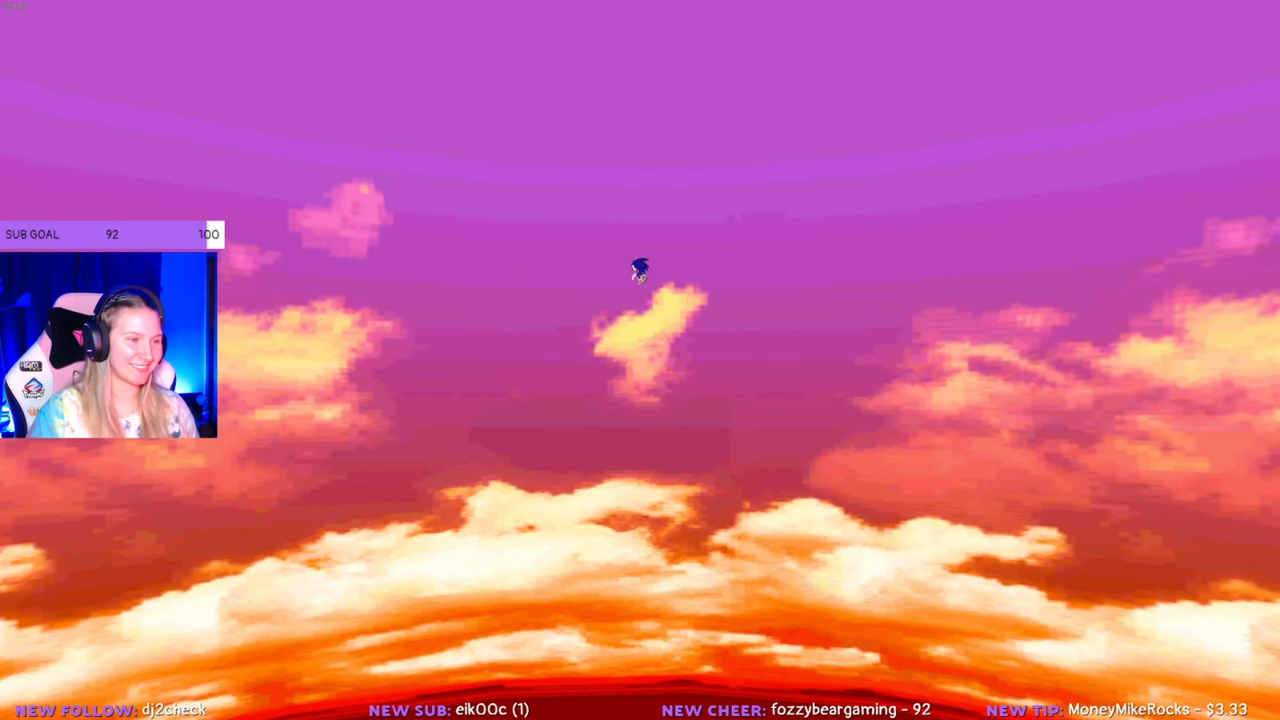 SUB GOAL 92 100
NEW FOLLOW: dj2check
NEW SUB: eik00c (1)
NEW CHEER: fozzybeargaming - 92
NEW TIP: MoneyMikeRocks - $3.33